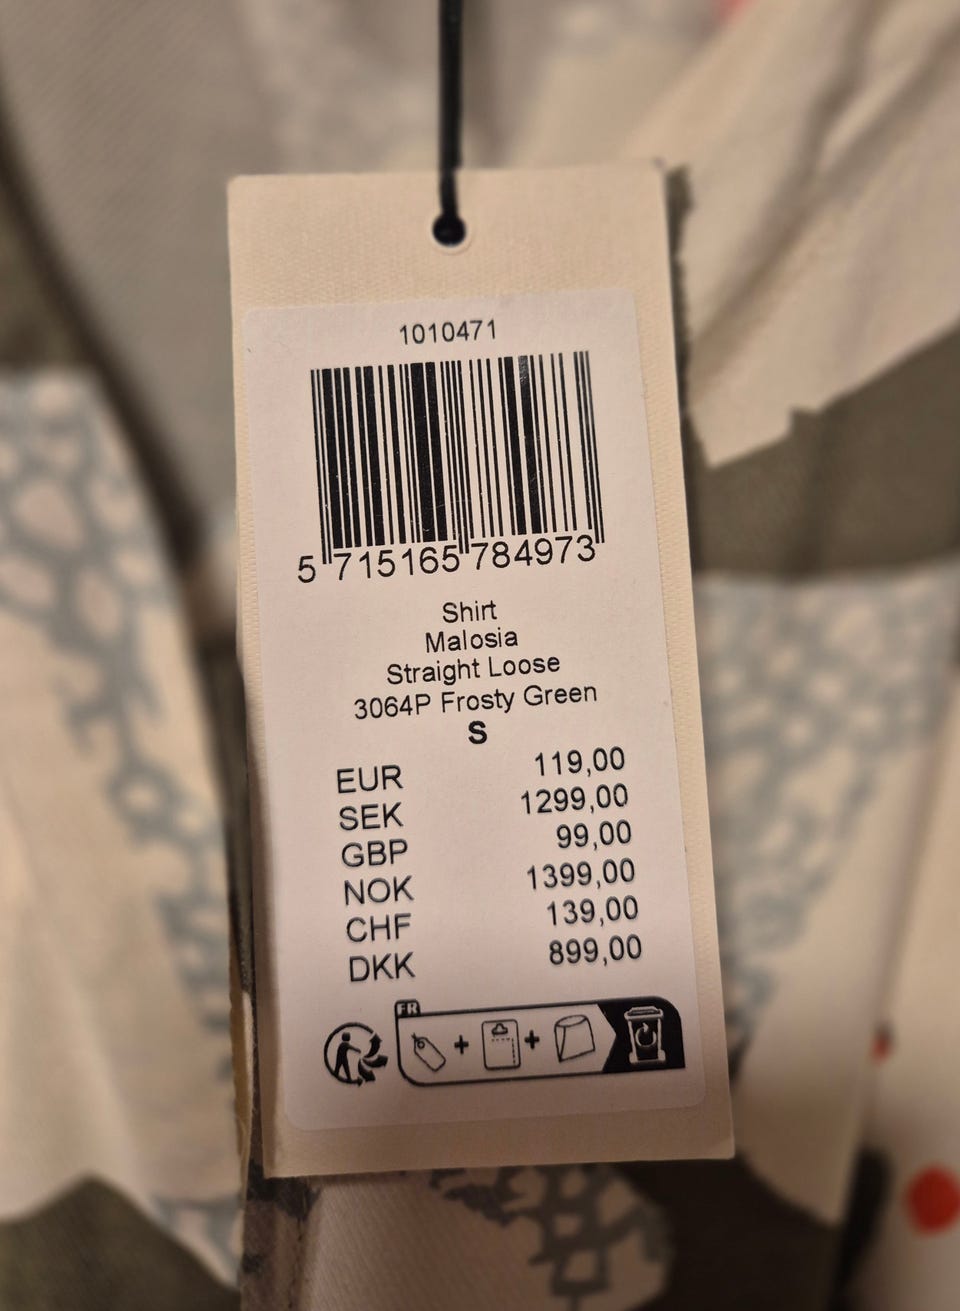 1010471
5 715165 784973
Shirt
Malosia
Straight Loose
3064P Frosty Green
S
EUR 119,00
SEK 1299,00
GBP 99,00
NOK 1399,00
CHF 139,00
DKK 899,00
FR